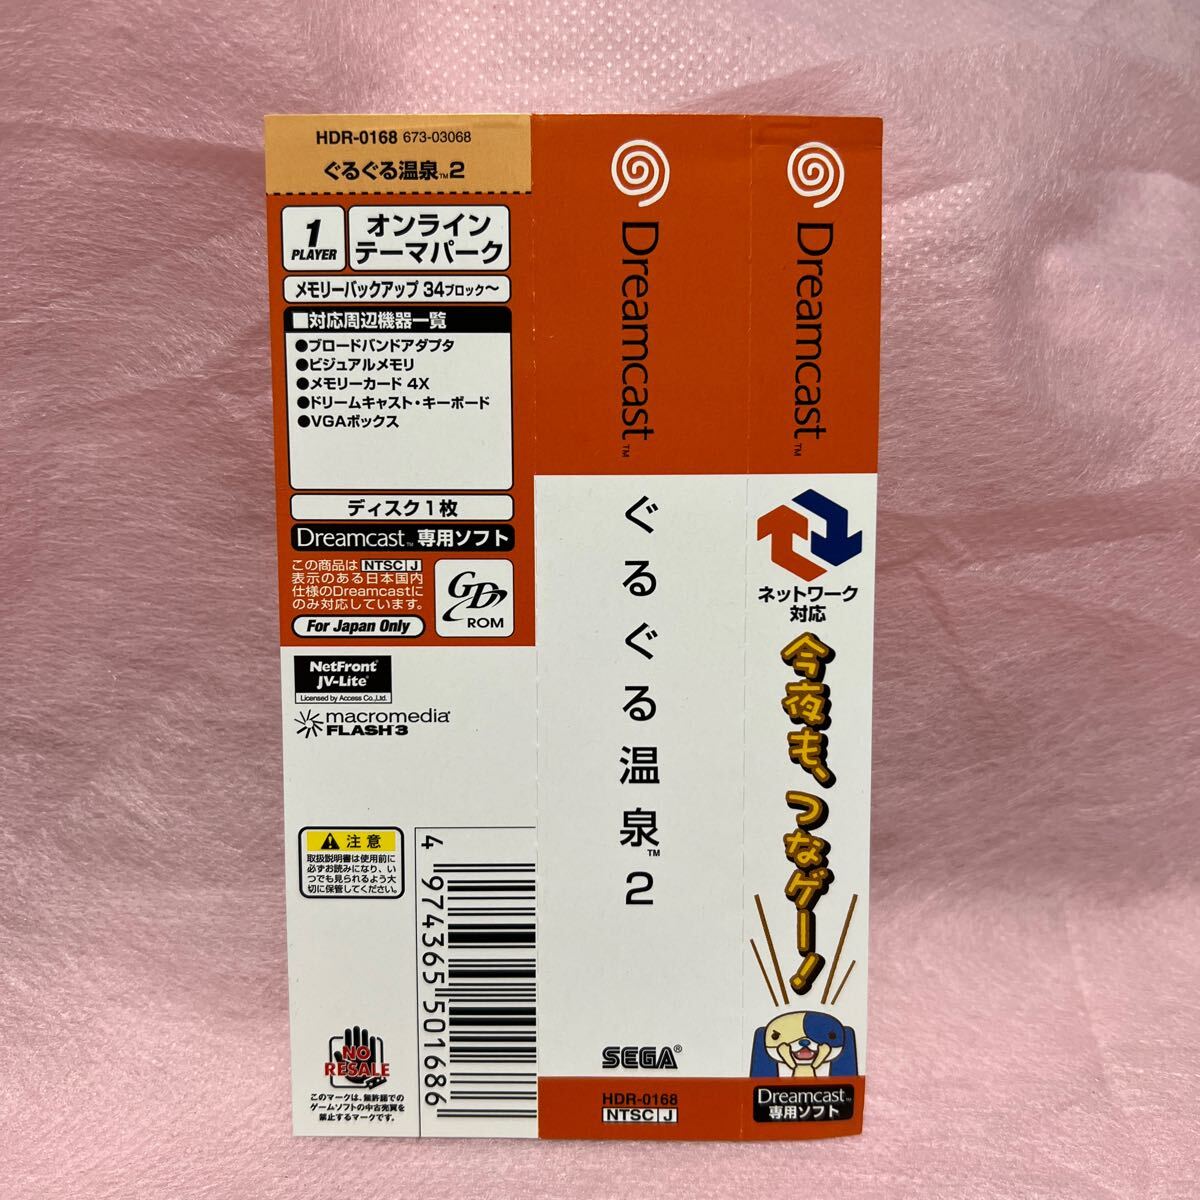 HDR-0168 673-03068
ぐるぐる温泉™2
1
PLAYER
オンライン
テーマパーク
メモリーバックアップ 34ブロック〜
■対応周辺機器一覧
●ブロードバンドアダプタ
●ビジュアルメモリ
●メモリーカード 4X
●ドリームキャスト・キーボード
●VGAボックス
ディスク1枚
Dreamcast™ 専用ソフト
この商品は NTSC J
表示のある日本国内
仕様のDreamcastに
のみ対応しています。
For Japan Only
GD
ROM
NetFront®
JV-Lite®
Licensed by Access Co.,Ltd.
macromedia®
FLASH™3
注意
取扱説明書は使用前に
必ずお読みになり、い
つでも見られるよう大
切に保管してください。
4 974365 501686
NO
RESALE
このマークは、無許諾での
ゲームソフトの中古売買を
禁止するマークです。
Dreamcast™
ぐるぐる温泉™2
SEGA®
HDR-0168
NTSC J
Dreamcast™
ネットワーク
対応
今夜も、つなゲー!
Dreamcast™
専用ソフト